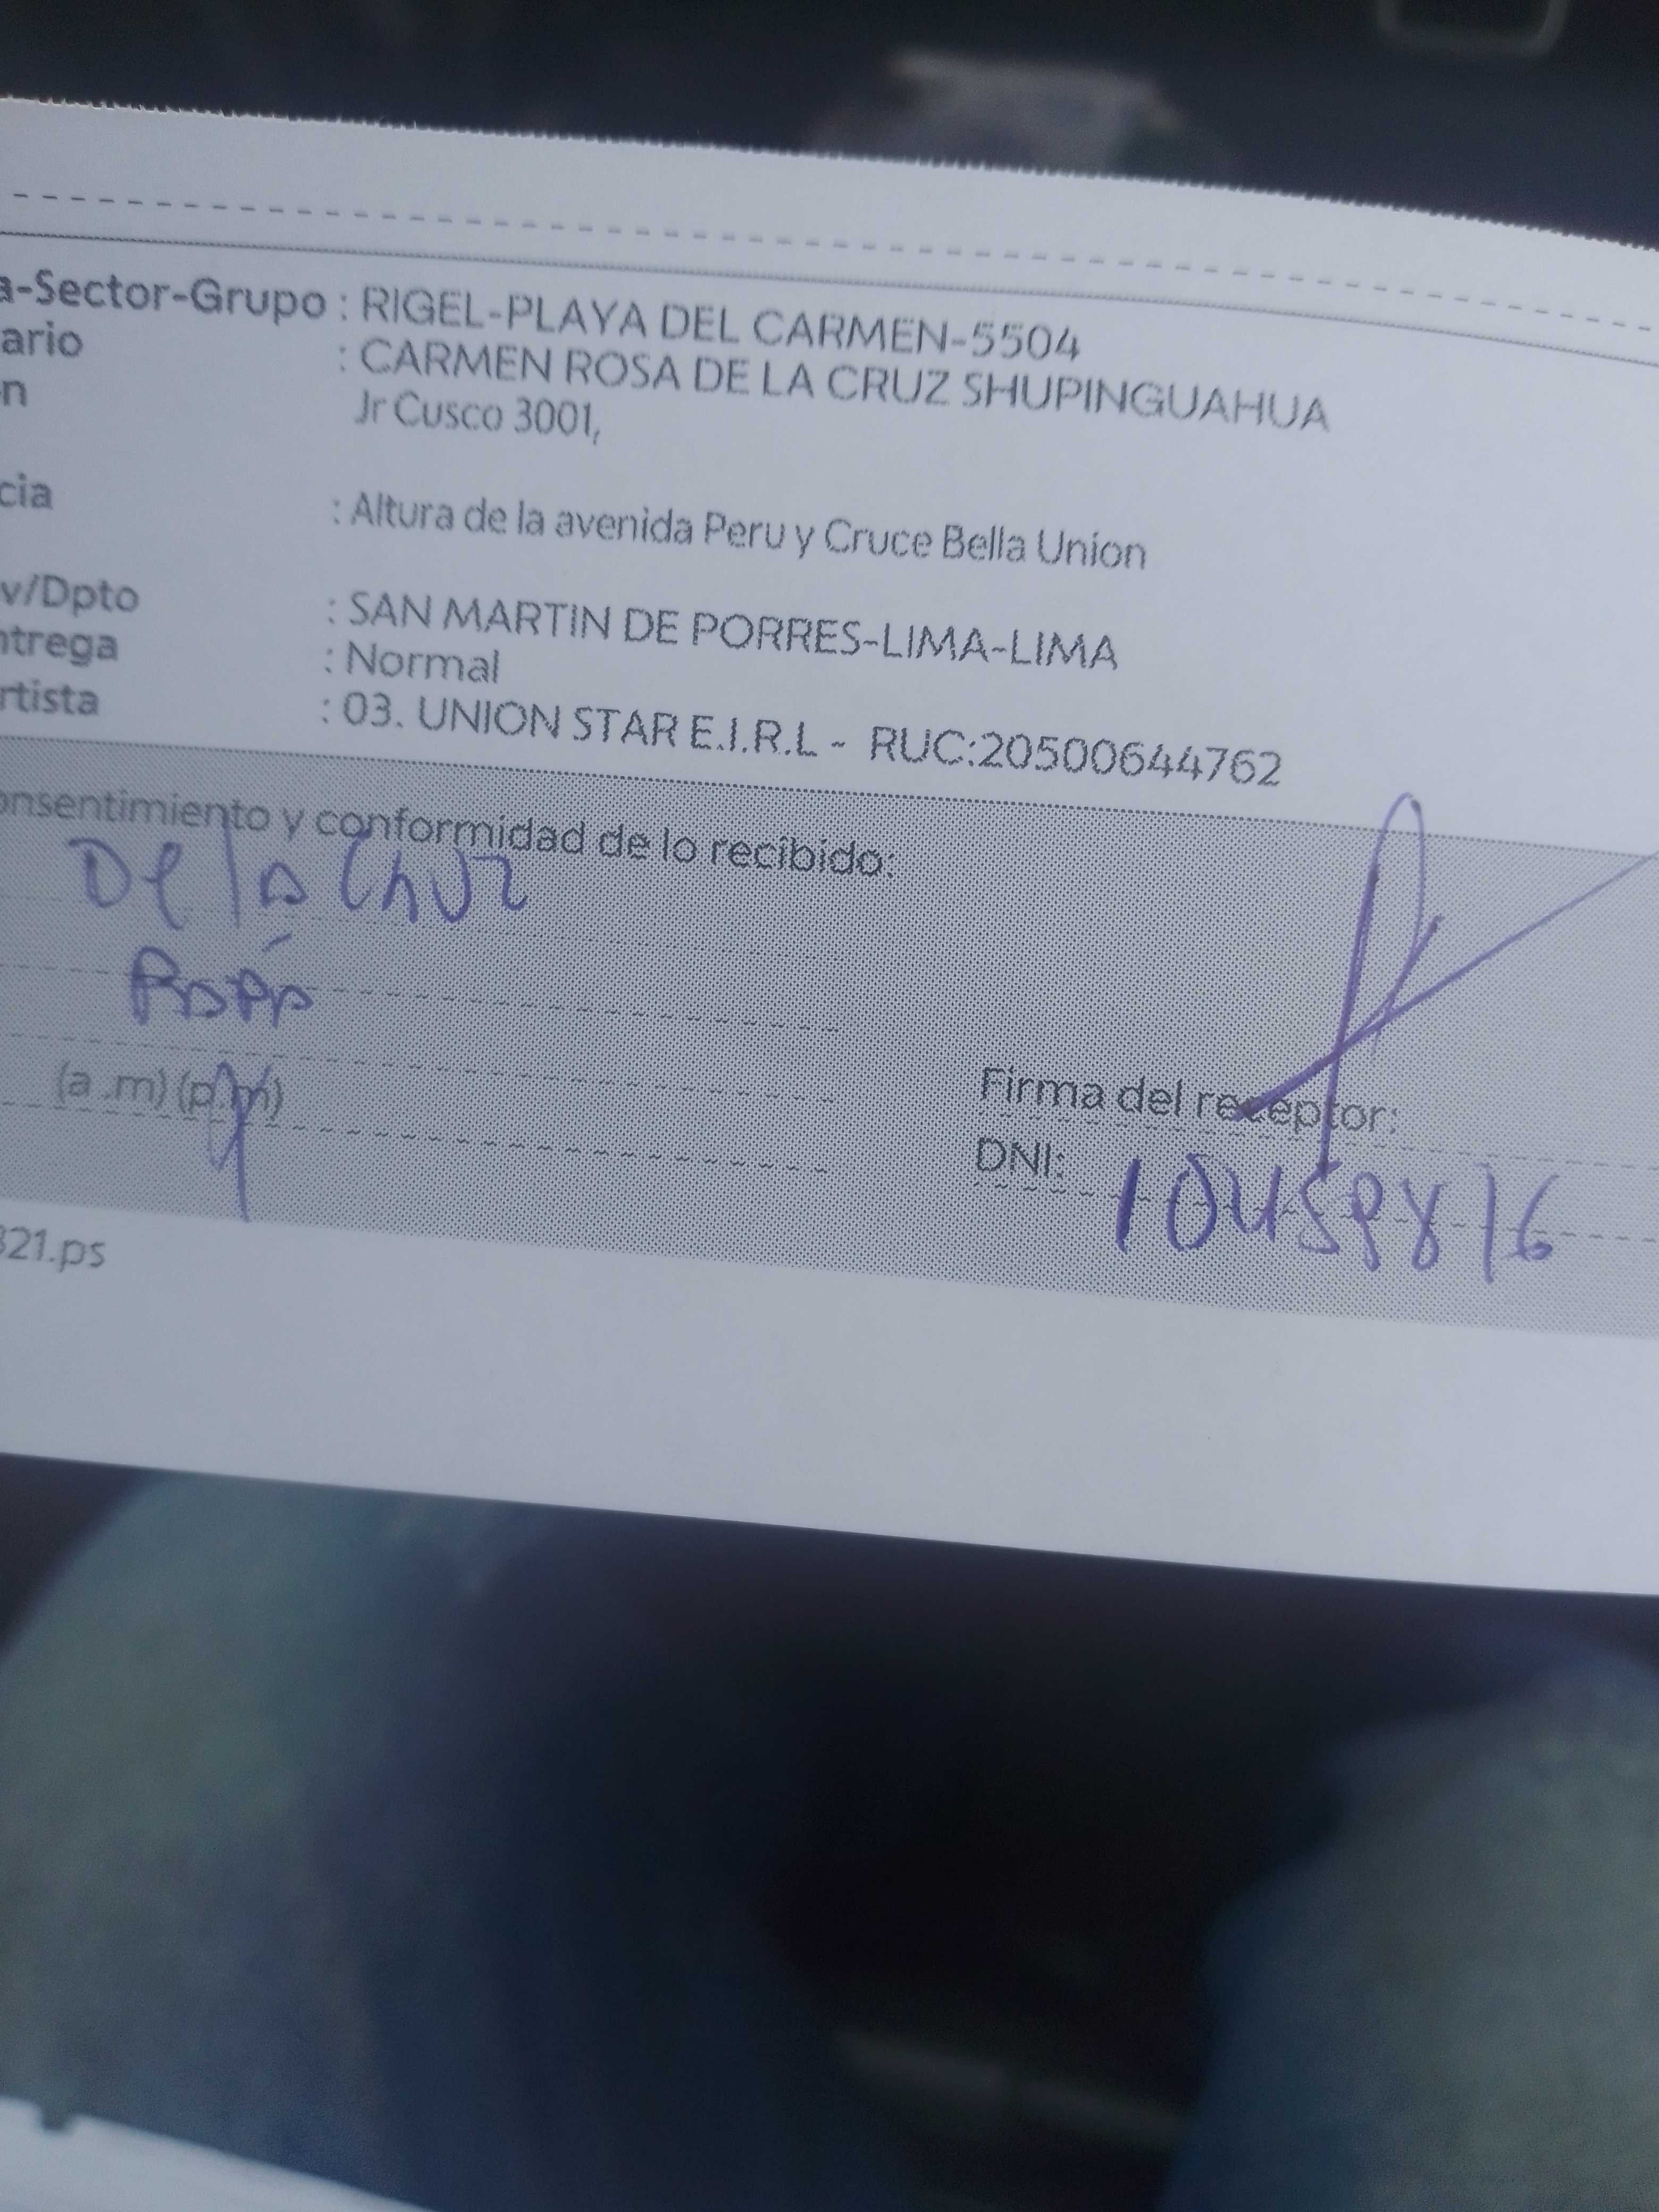 a-Sector-Grupo : RIGEL-PLAYA DEL CARMEN-5504
ario : CARMEN ROSA DE LA CRUZ SHUPINGUAHUA
n Jr Cusco 3001,
cia : Altura de la avenida Peru y Cruce Bella Union
v/Dpto : SAN MARTIN DE PORRES-LIMA-LIMA
ntrega : Normal
rtista : 03. UNION STAR E.I.R.L - RUC:20500644762
onsentimiento y conformidad de lo recibido:
De la Cruz
(a .m) (p.m)
Firma del receptor:
DNI: 10459816
321.ps